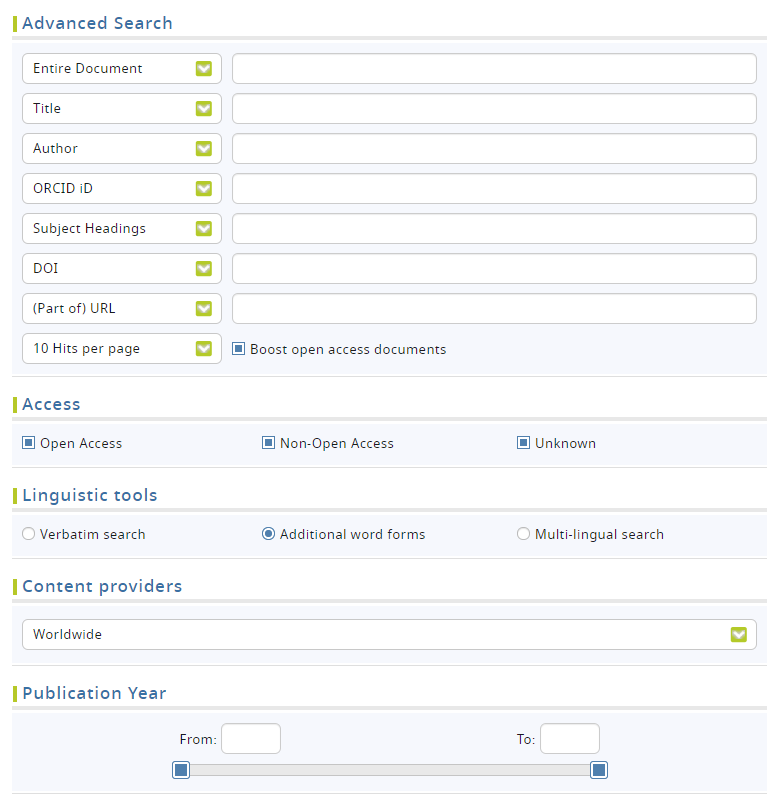 Advanced Search
Entire Document
Title
Author
ORCID iD
Subject Headings
DOI
(Part of) URL
10 Hits per page Boost open access documents
Access
Open Access Non-Open Access Unknown
Linguistic tools
Verbatim search Additional word forms Multi-lingual search
Content providers
Worldwide
Publication Year
From: To: